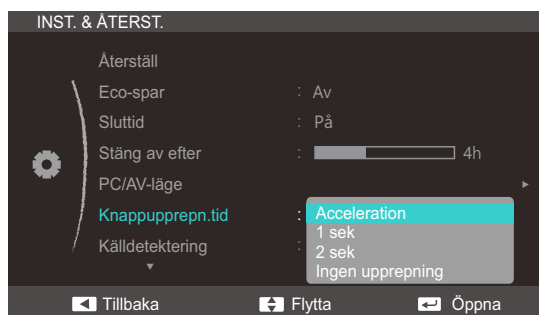 INST. & ÅTERST.
Återställ
Eco-spar : Av
Sluttid : På
Stäng av efter : 4h
PC/AV-läge
Knappupprepn.tid : Acceleration
1 sek
Källdetektering : 2 sek
Ingen upprepning
Tillbaka Flytta Öppna